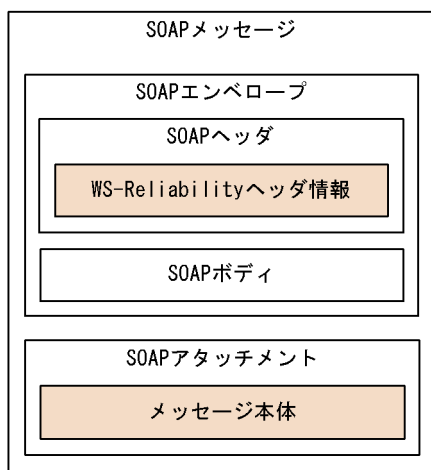 SOAPメッセージ
SOAPエンベロープ
SOAPヘッダ
WS-Reliabilityヘッダ情報
SOAPボディ
SOAPアタッチメント
メッセージ本体